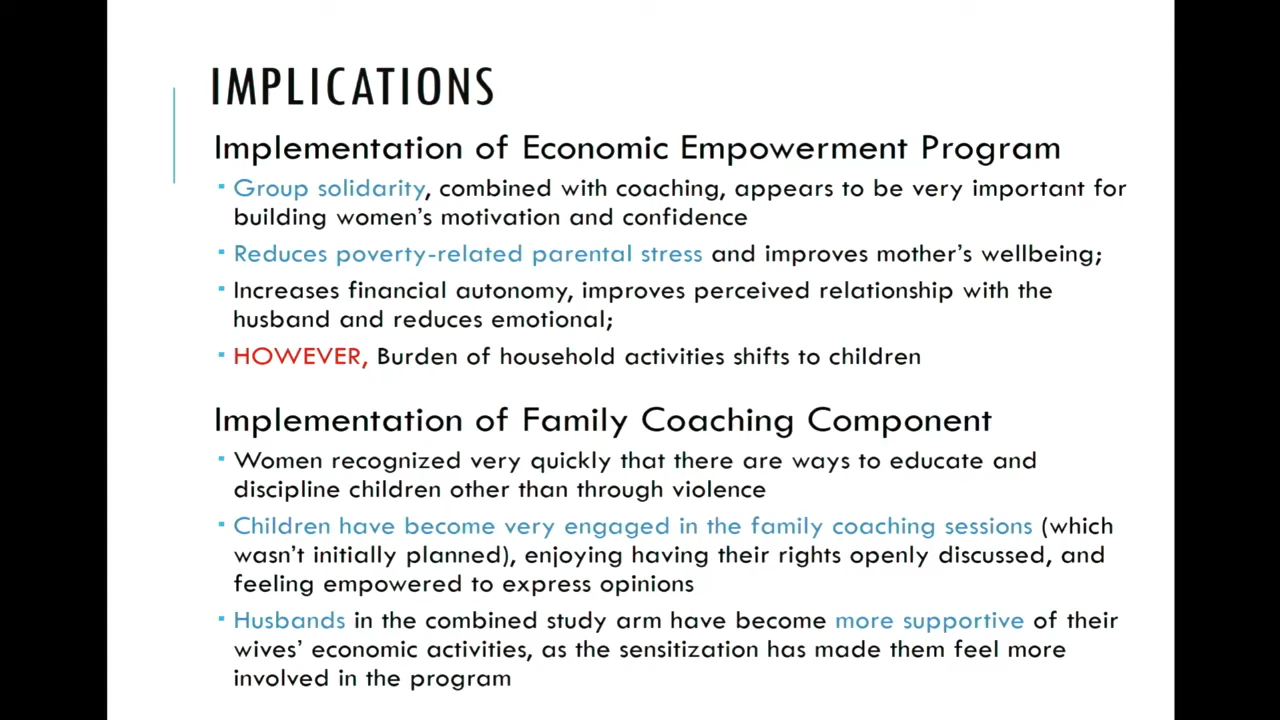 IMPLICATIONS
Implementation of Economic Empowerment Program
Group solidarity, combined with coaching, appears to be very important for
building women's motivation and confidence
Reduces poverty-related parental stress and improves mother's wellbeing;
Increases financial autonomy, improves perceived relationship with the
husband and reduces emotional;
HOWEVER, Burden of household activities shifts to children
Implementation of Family Coaching Component
Women recognized very quickly that there are ways to educate and
discipline children other than through violence
Children have become very engaged in the family coaching sessions (which
wasn't initially planned), enjoying having their rights openly discussed, and
feeling empowered to express opinions
Husbands in the combined study arm have become more supportive of their
wives' economic activities, as the sensitization has made them feel more
involved in the program